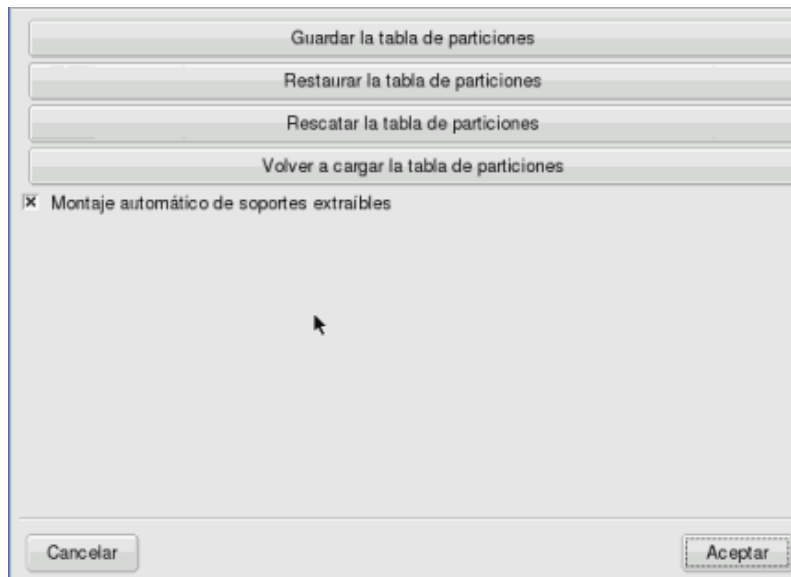 Guardar la tabla de particiones
Restaurar la tabla de particiones
Rescatar la tabla de particiones
Volver a cargar la tabla de particiones
Montaje automático de soportes extraíbles
Cancelar
Aceptar